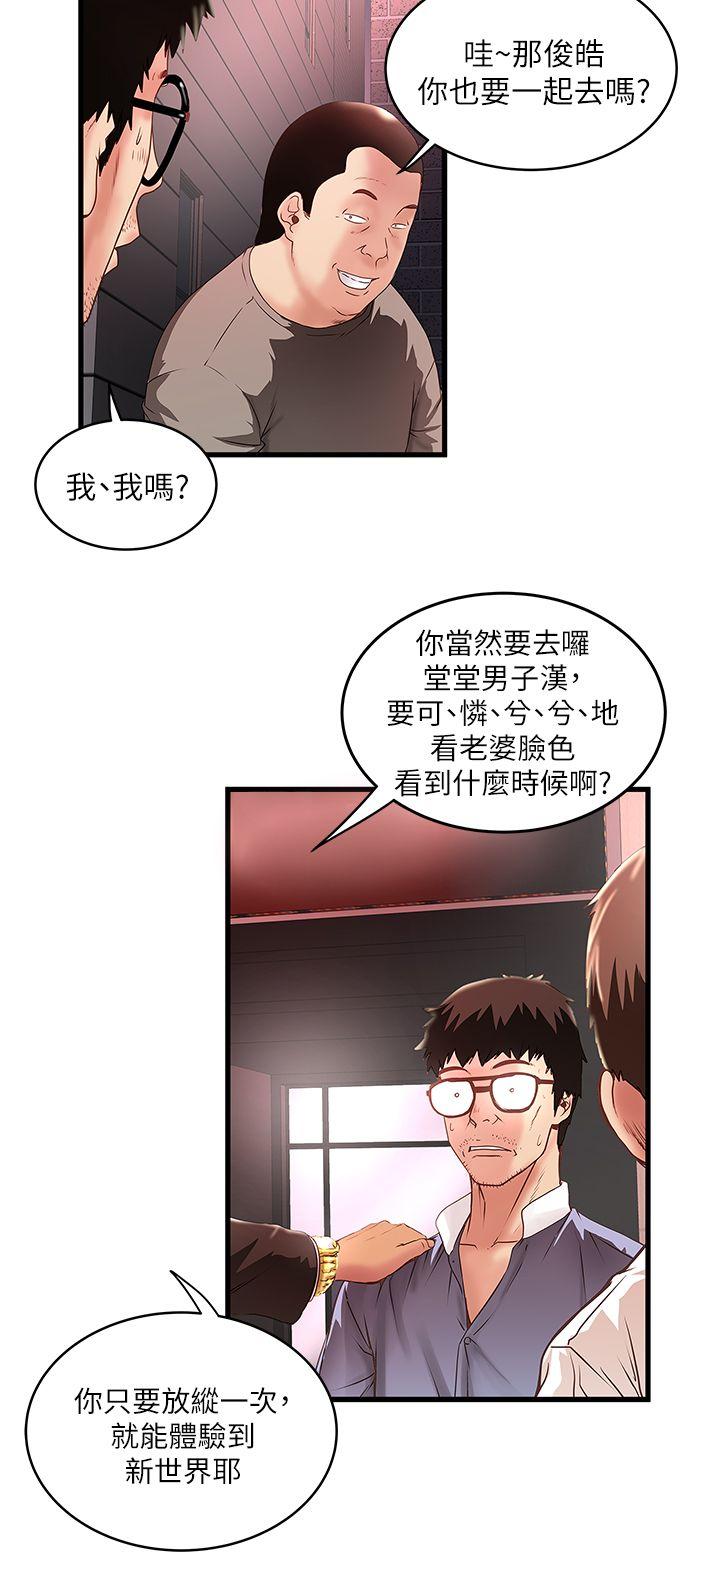 哇~那俊皓
你也要一起去嗎?
我、我嗎?
你當然要去囉
堂堂男子漢，
要可、憐、兮、兮、地
看老婆臉色
看到什麼時候啊?
你只要放縱一次，
就能體驗到
新世界耶